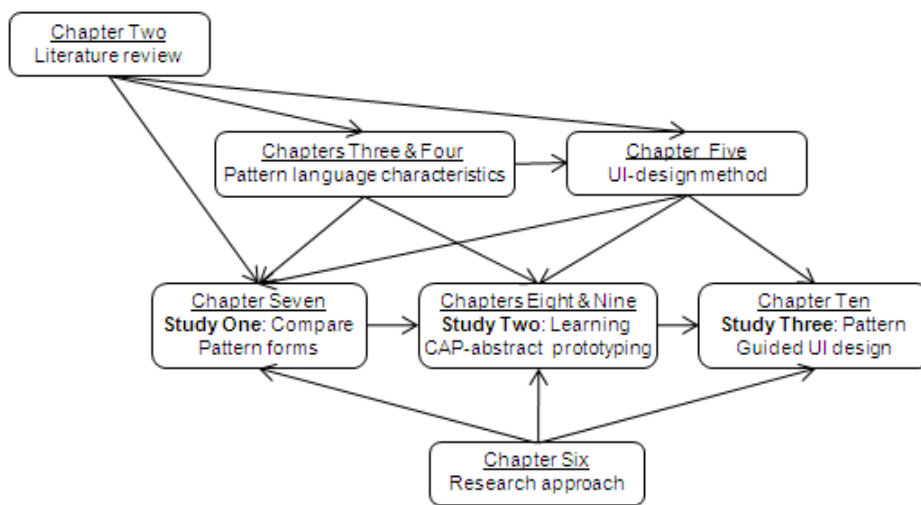 Chapter Two
Literature review
Chapters Three & Four
Pattern language characteristics
Chapter Five
UI-design method
Chapter Seven
Study One: Compare
Pattern forms
Chapters Eight & Nine
Study Two: Learning
CAP-abstract prototyping
Chapter Ten
Study Three: Pattern
Guided UI design
Chapter Six
Research approach